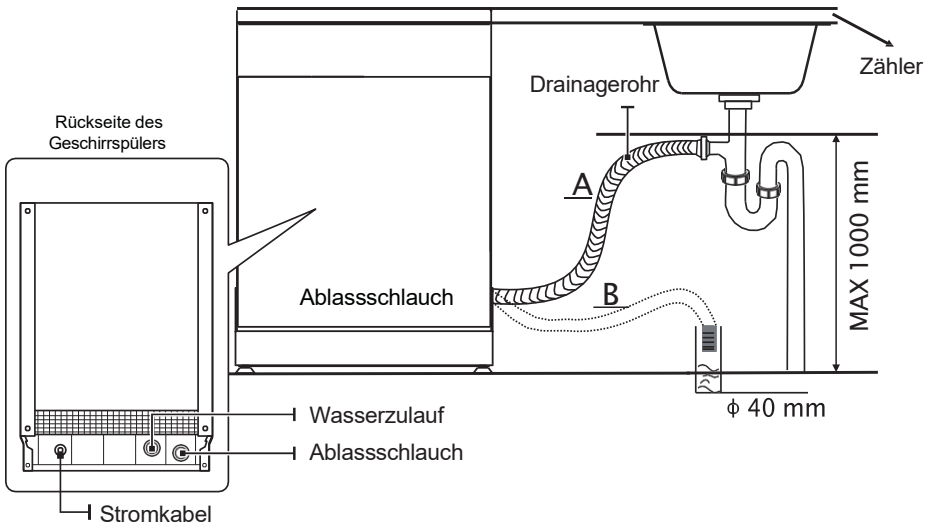 Zähler
Drainagerohr
Rückseite des
Geschirrspülers
A
MAX 1000 mm
Ablassschlauch
B
ϕ 40 mm
Wasserzulauf
Ablassschlauch
Stromkabel